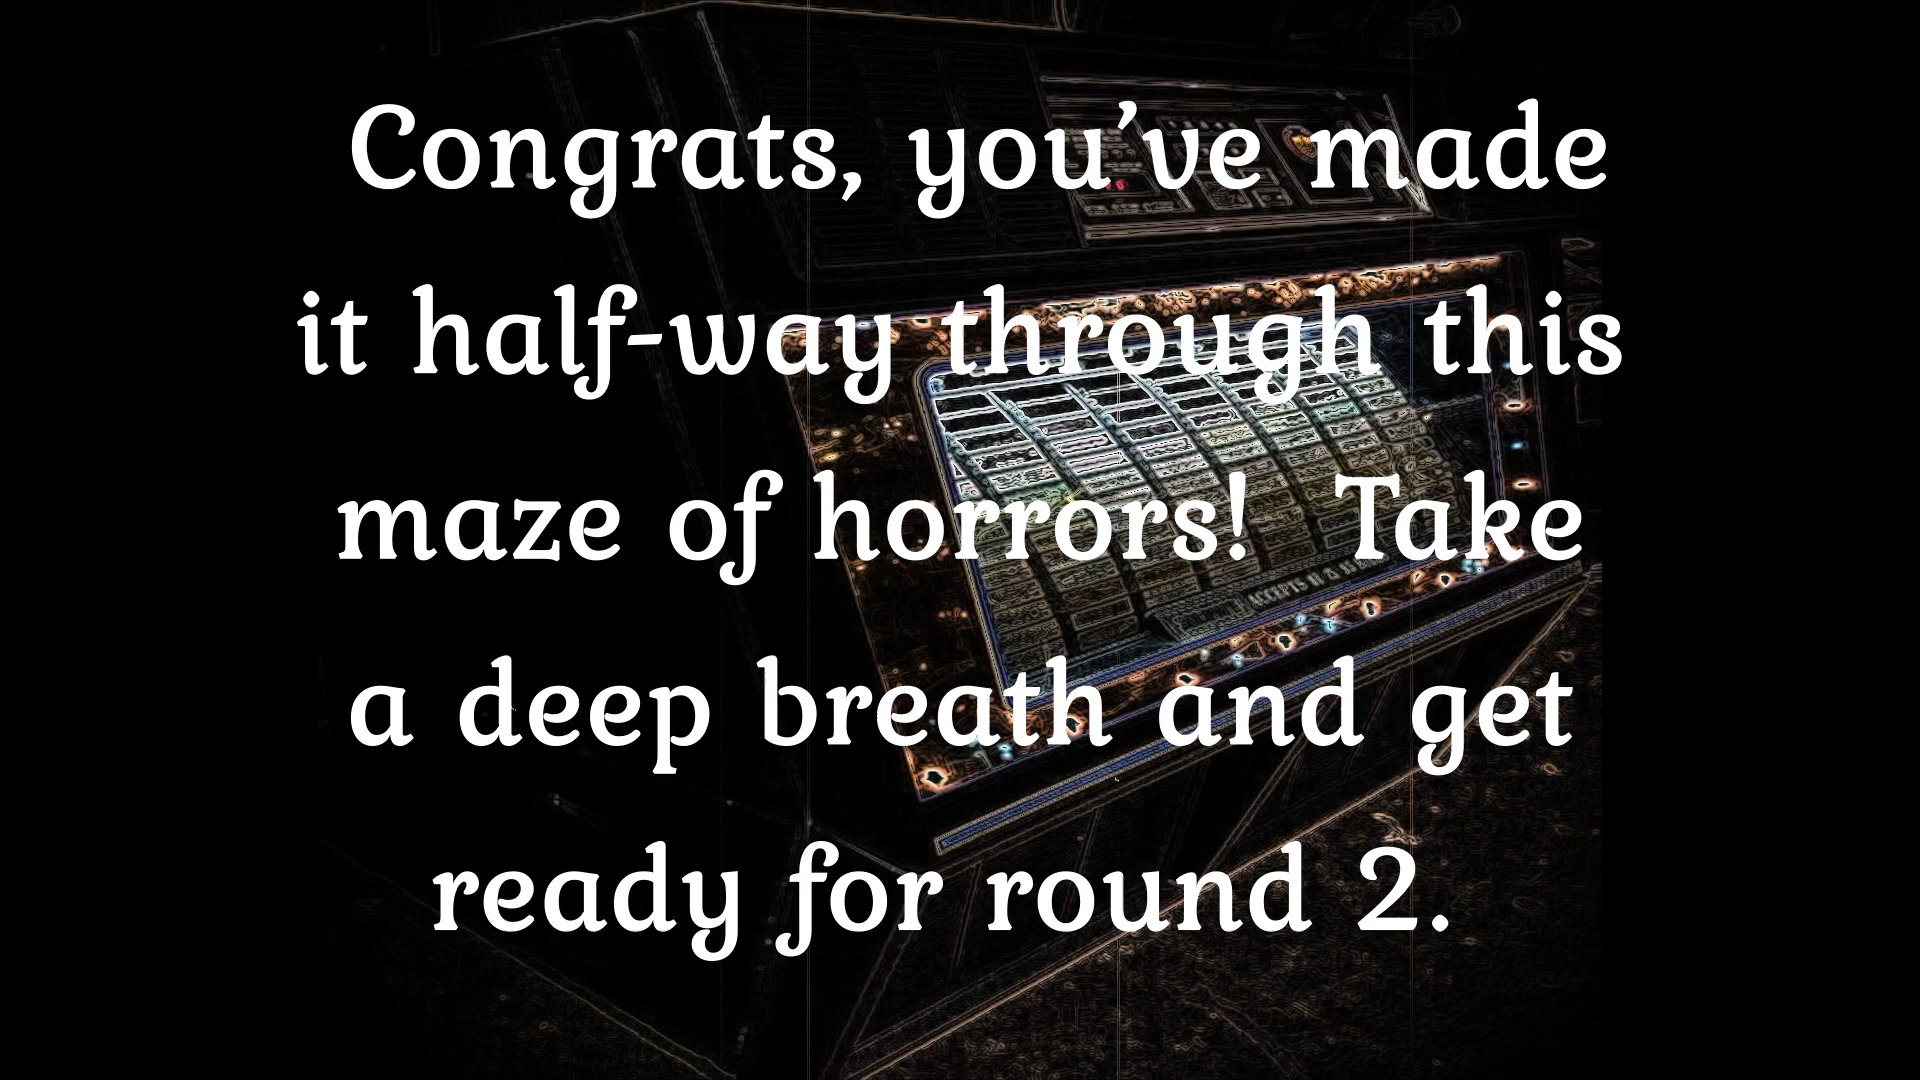 Congrats, you’ve made
it half-way through this
maze of horrors!  Take
a deep breath and get
ready for round 2.
ACCEPTS